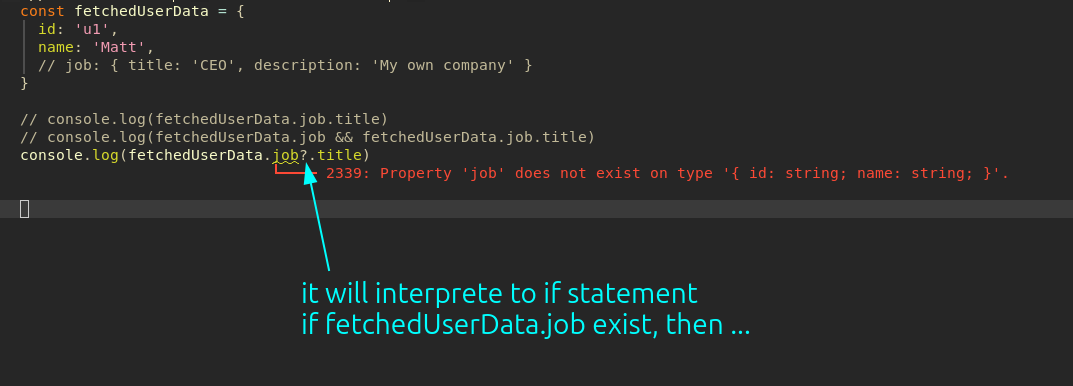 const fetchedUserData = {
  id: 'u1',
  name: 'Matt',
  // job: { title: 'CEO', description: 'My own company' }
}
// console.log(fetchedUserData.job.title)
// console.log(fetchedUserData.job && fetchedUserData.job.title)
console.log(fetchedUserData.job?.title)
2339: Property 'job' does not exist on type '{ id: string; name: string; }'.
it will interprete to if statement
if fetchedUserData.job exist, then ...